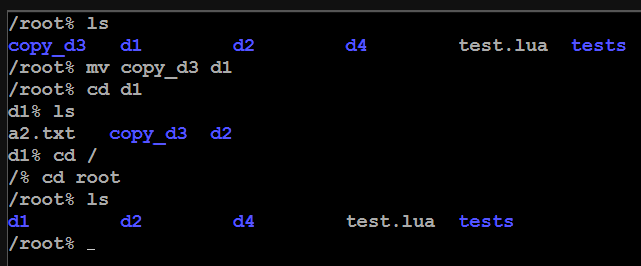 /root% ls
copy_d3   d1        d2        d4        test.lua  tests
/root% mv copy_d3 d1
/root% cd d1
d1% ls
a2.txt   copy_d3  d2
d1% cd /
/% cd root
/root% ls
d1        d2        d4        test.lua  tests
/root% _